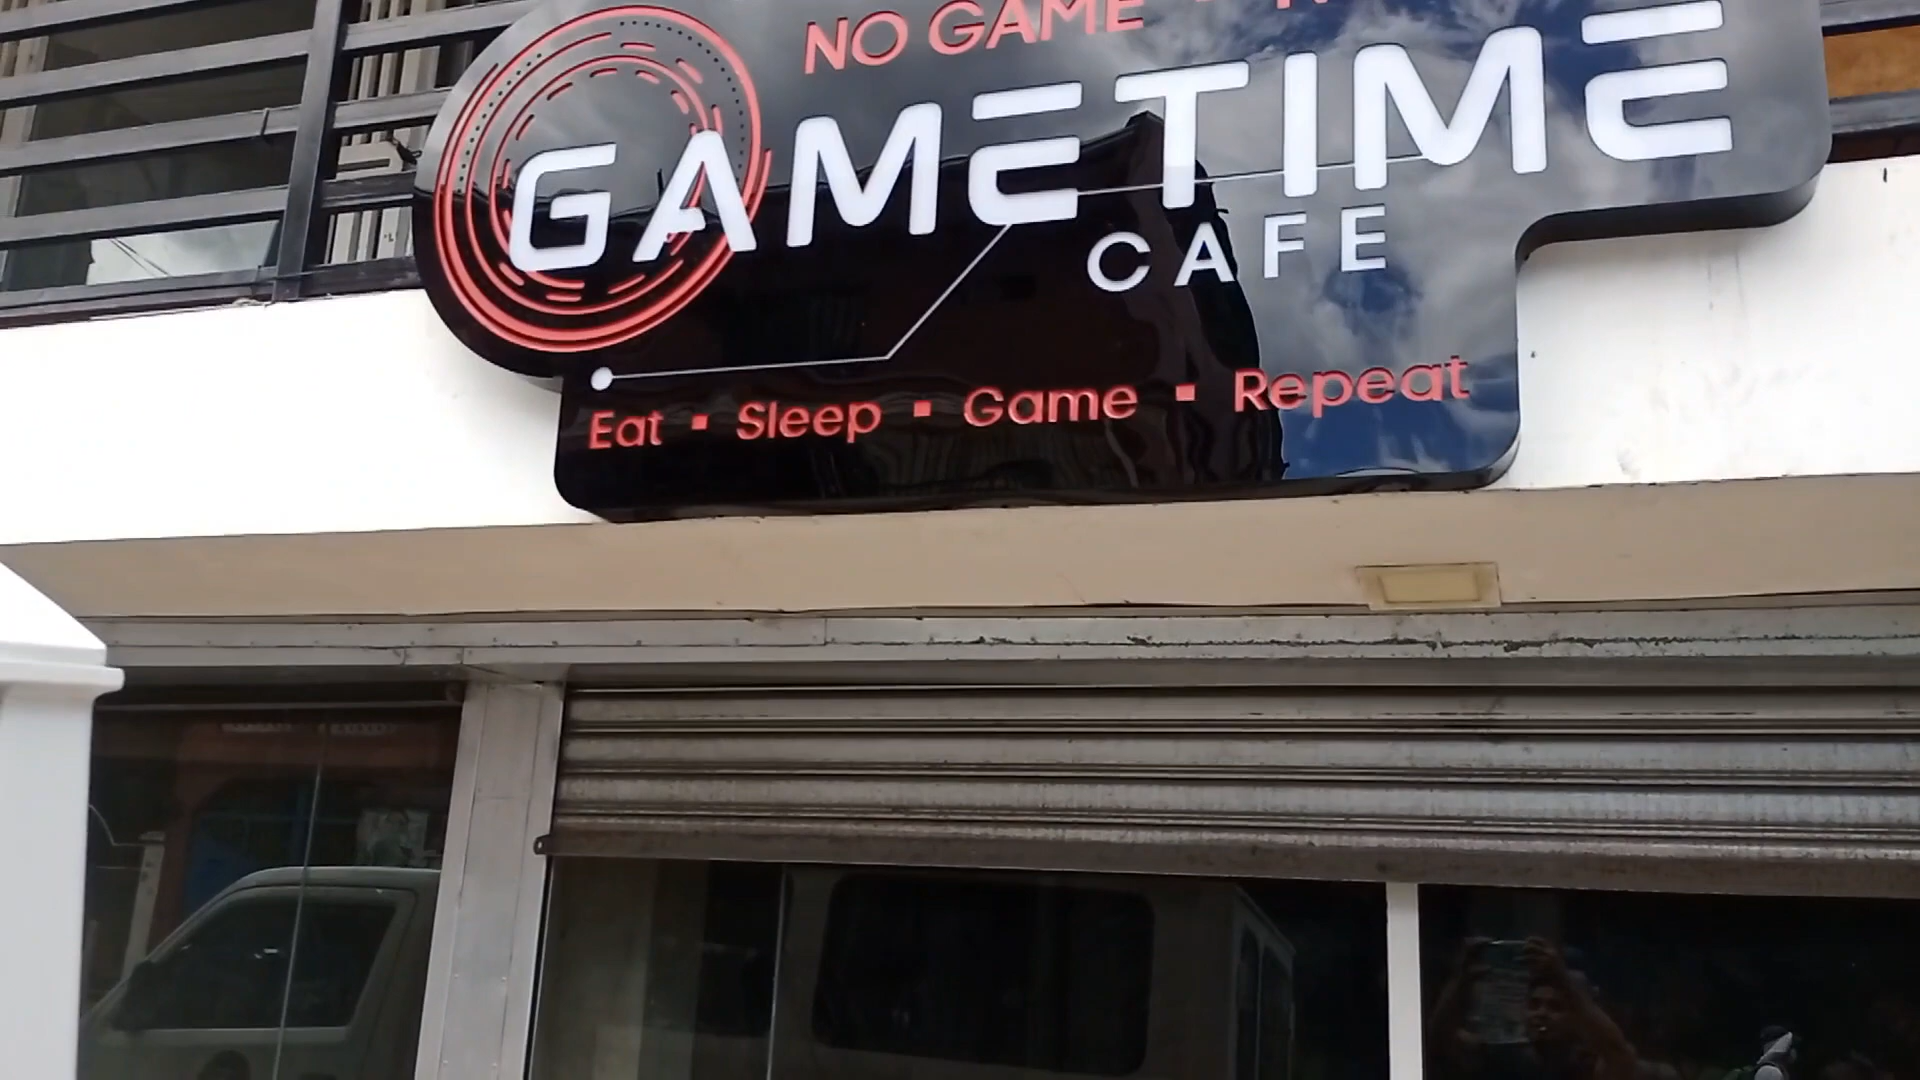 NO GAME
GAMETIME
CAFE
Eat ▪ Sleep ▪ Game ▪ Repeat